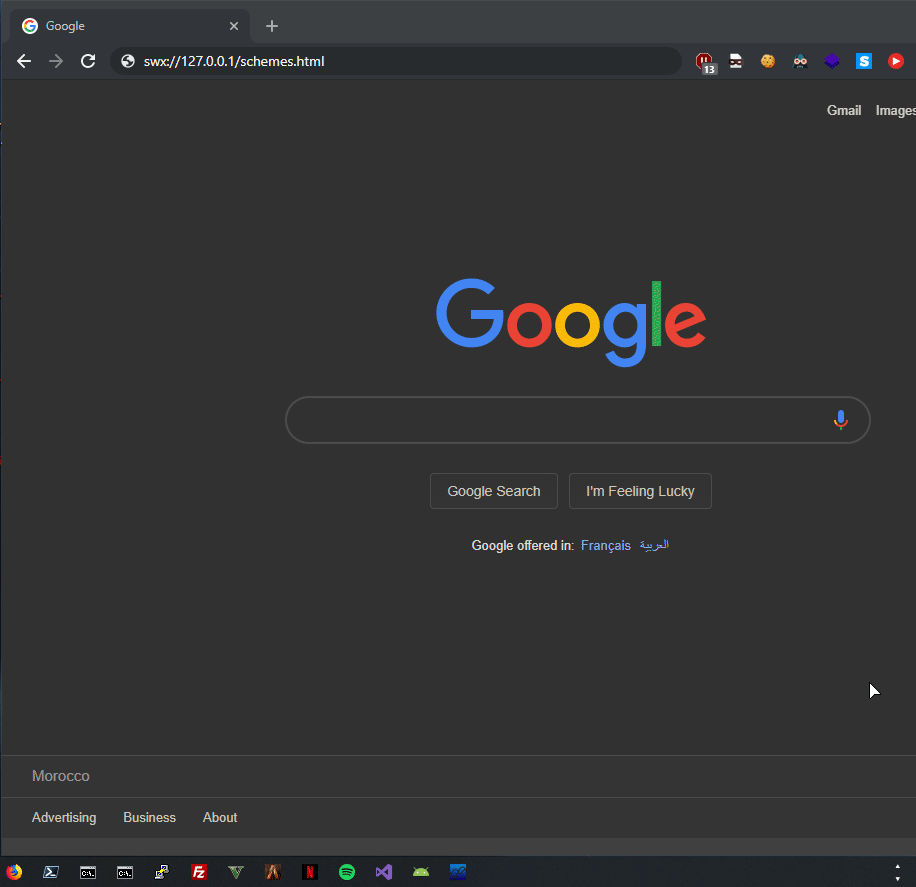 Google
swx://127.0.0.1/schemes.html
13
S
Gmail Images
Google
Google Search I'm Feeling Lucky
Google offered in: Français العربية
Morocco
Advertising Business About
C:\. C:\. FZ N